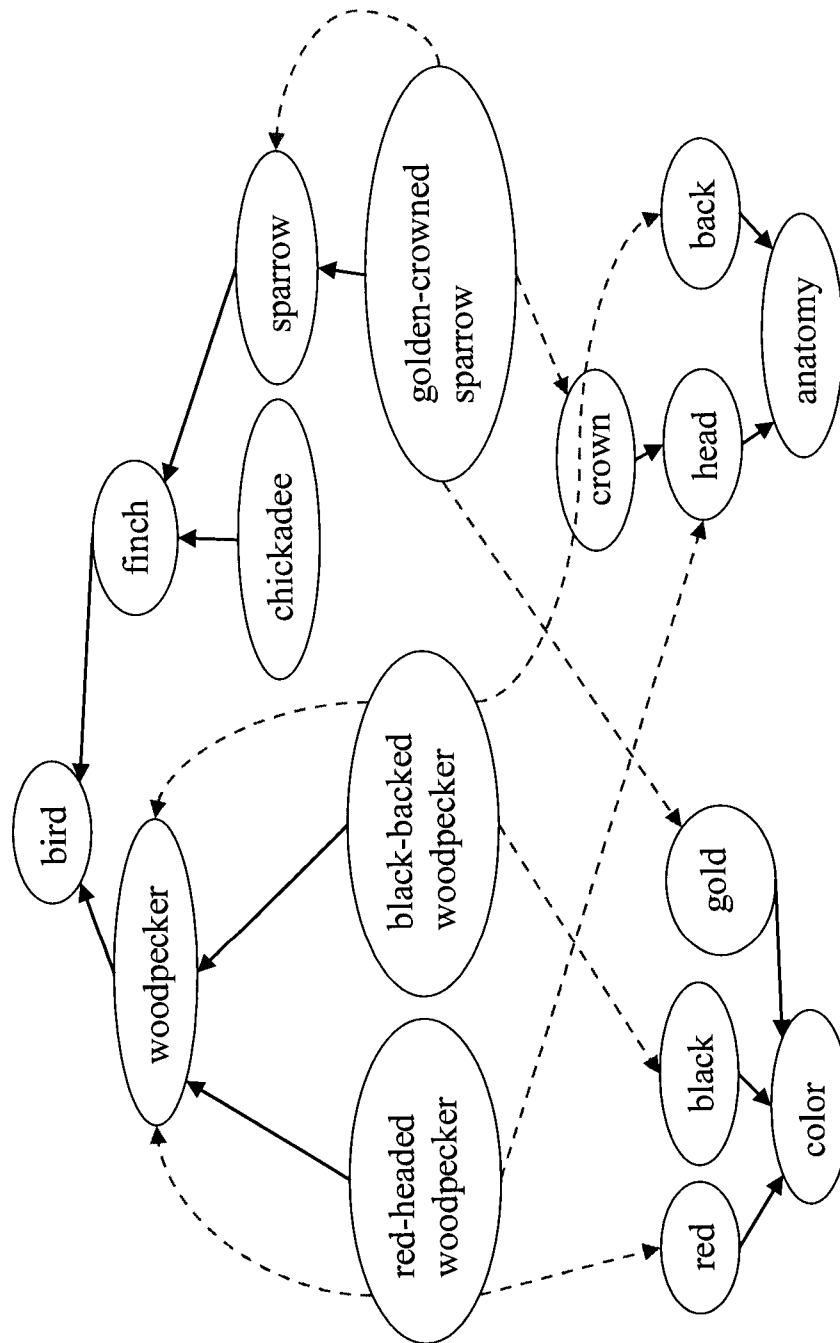 bird
finch
woodpecker
chickadee
sparrow
red-headed
woodpecker
black-backed
woodpecker
golden-crowned
sparrow
crown
red
black
gold
head
back
color
anatomy